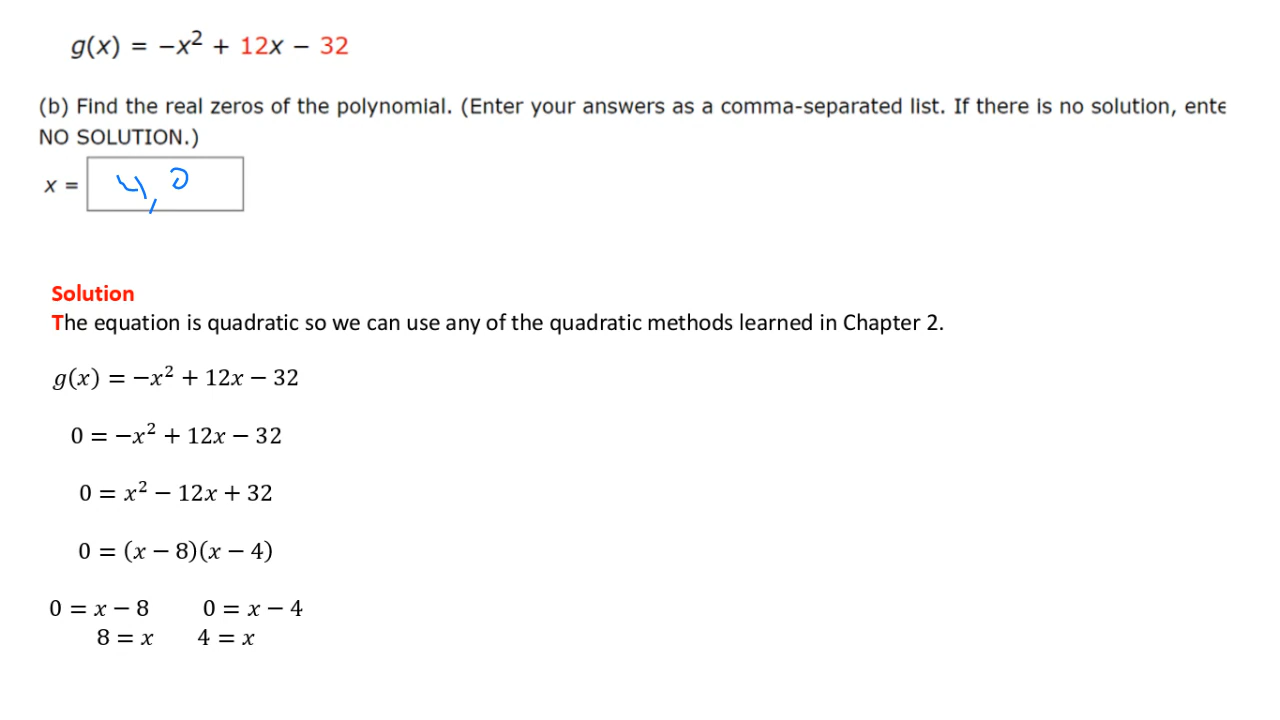 g(x) = −x² + 12x − 32
(b) Find the real zeros of the polynomial. (Enter your answers as a comma-separated list. If there is no solution, ente
NO SOLUTION.)
x = 4,
Solution
The equation is quadratic so we can use any of the quadratic methods learned in Chapter 2.
g(x) = −x² + 12x − 32
0 = −x² + 12x − 32
0 = x² − 12x + 32
0 = (x − 8)(x − 4)
0 = x − 8 0 = x − 4
8 = x 4 = x